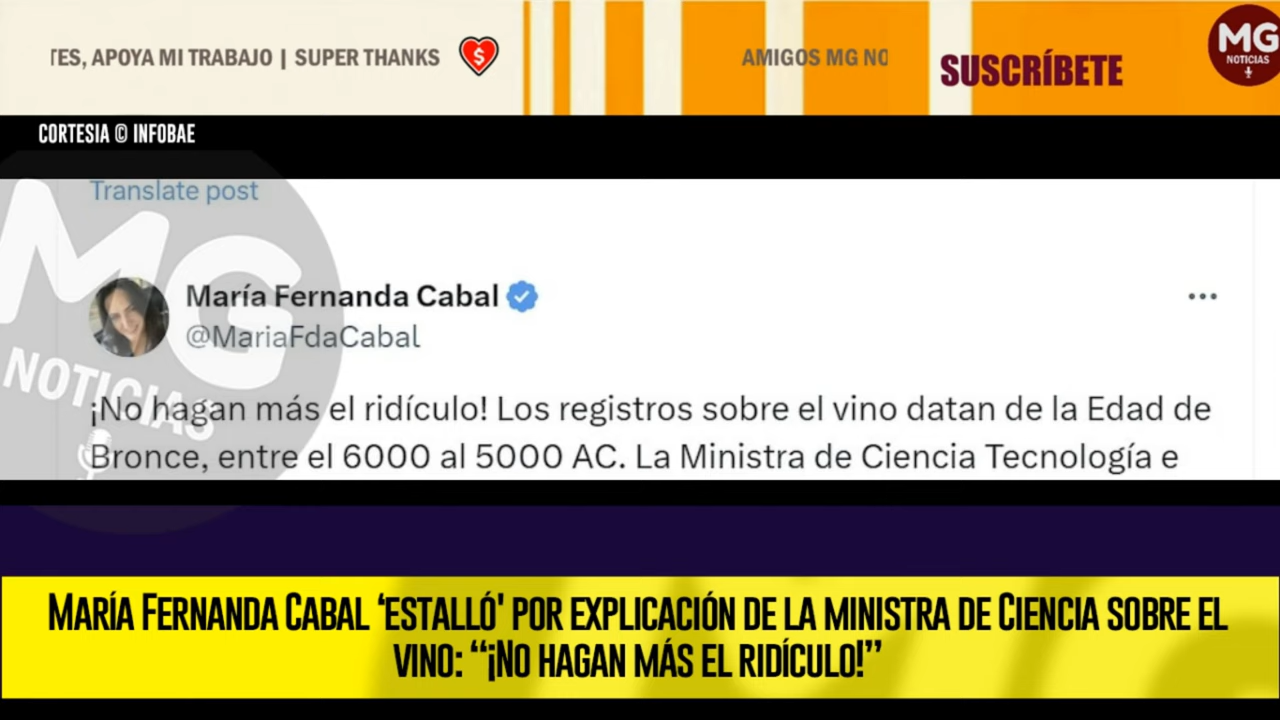 TES, APOYA MI TRABAJO | SUPER THANKS
AMIGOS MG NO
SUSCRÍBETE
MG
NOTICIAS
CORTESIA © INFOBAE
Translate post
MG
NOTICIAS
María Fernanda Cabal
@MariaFdaCabal
¡No hagan más el ridículo! Los registros sobre el vino datan de la Edad de
Bronce, entre el 6000 al 5000 AC. La Ministra de Ciencia Tecnología e
MARÍA FERNANDA CABAL ‘ESTALLÓ' POR EXPLICACIÓN DE LA MINISTRA DE CIENCIA SOBRE EL
VINO: “¡NO HAGAN MÁS EL RIDÍCULO!”